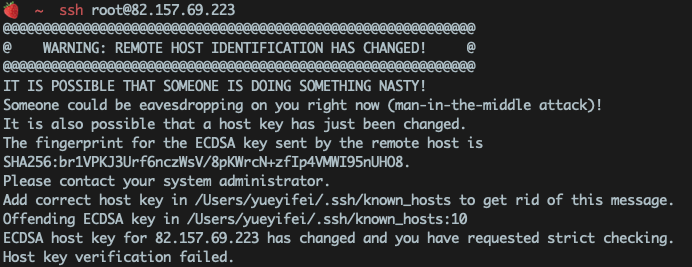 ~ ssh root@82.157.69.223
@@@@@@@@@@@@@@@@@@@@@@@@@@@@@@@@@@@@@@@@@@@@@@@@@@@@@@@@@@@
@    WARNING: REMOTE HOST IDENTIFICATION HAS CHANGED!     @
@@@@@@@@@@@@@@@@@@@@@@@@@@@@@@@@@@@@@@@@@@@@@@@@@@@@@@@@@@@
IT IS POSSIBLE THAT SOMEONE IS DOING SOMETHING NASTY!
Someone could be eavesdropping on you right now (man-in-the-middle attack)!
It is also possible that a host key has just been changed.
The fingerprint for the ECDSA key sent by the remote host is
SHA256:br1VPKJ3Urf6nczWsV/8pKWrcN+zfIp4VMWI95nUHO8.
Please contact your system administrator.
Add correct host key in /Users/yueyifei/.ssh/known_hosts to get rid of this message.
Offending ECDSA key in /Users/yueyifei/.ssh/known_hosts:10
ECDSA host key for 82.157.69.223 has changed and you have requested strict checking.
Host key verification failed.